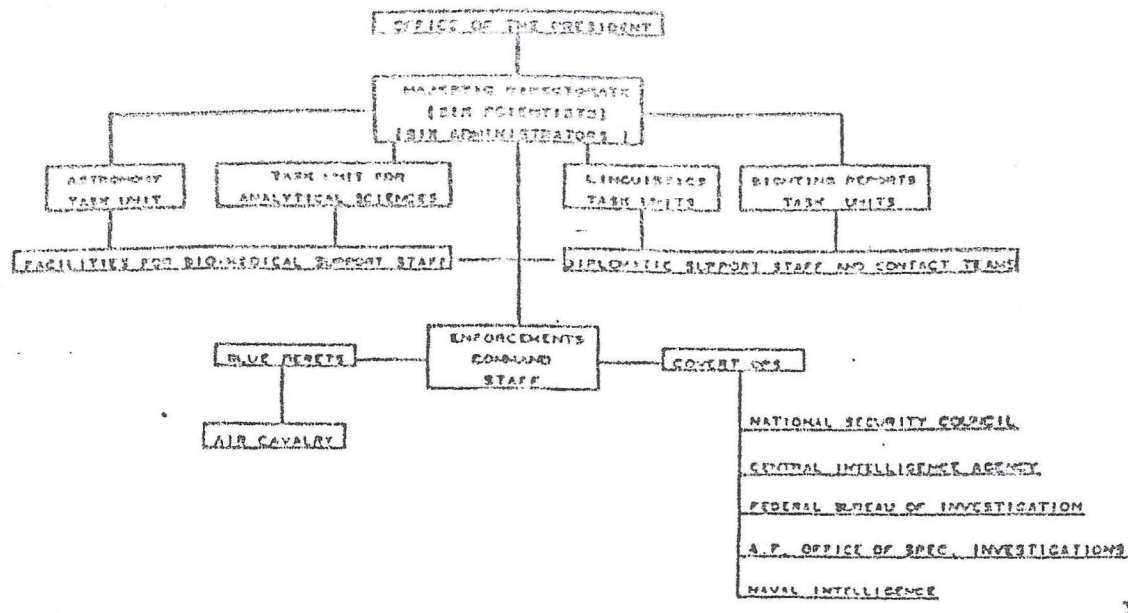 OFFICE OF THE PRESIDENT
MAJESTIC DIRECTORATE
(SIX SCIENTISTS)
(SIX ADMINISTRATORS)
ASTRONOMY
TASK UNIT
TASK UNIT FOR
ANALYTICAL SCIENCES
LINGUISTICS
TASK UNITS
SIGHTING REPORTS
TASK UNITS
FACILITIES FOR BIO-MEDICAL SUPPORT STAFF
DIPLOMATIC SUPPORT STAFF AND CONTACT TEAMS
ENFORCEMENTS
COMMAND
STAFF
BLUE BERETS
COVERT OPS
AIR CAVALRY
NATIONAL SECURITY COUNCIL
CENTRAL INTELLIGENCE AGENCY
FEDERAL BUREAU OF INVESTIGATION
A.F. OFFICE OF SPEC. INVESTIGATIONS
NAVAL INTELLIGENCE